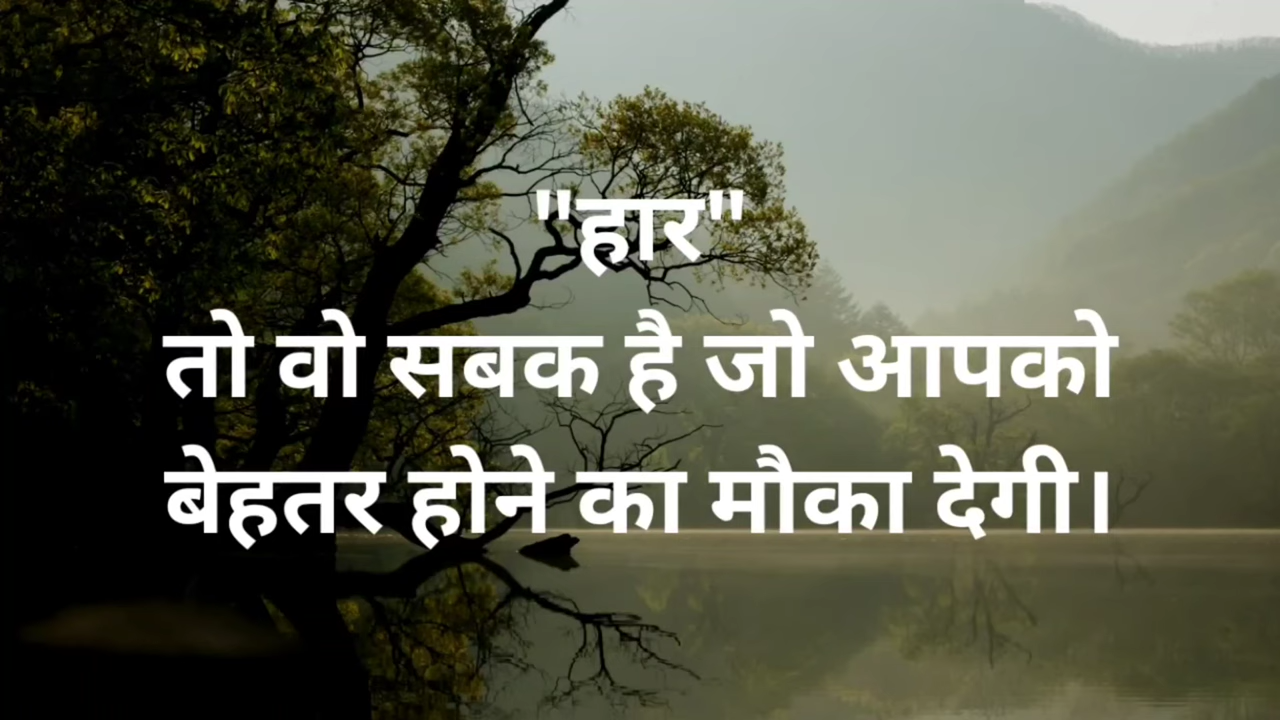 "हार"
तो वो सबक है जो आपको
बेहतर होने का मौका देगी।